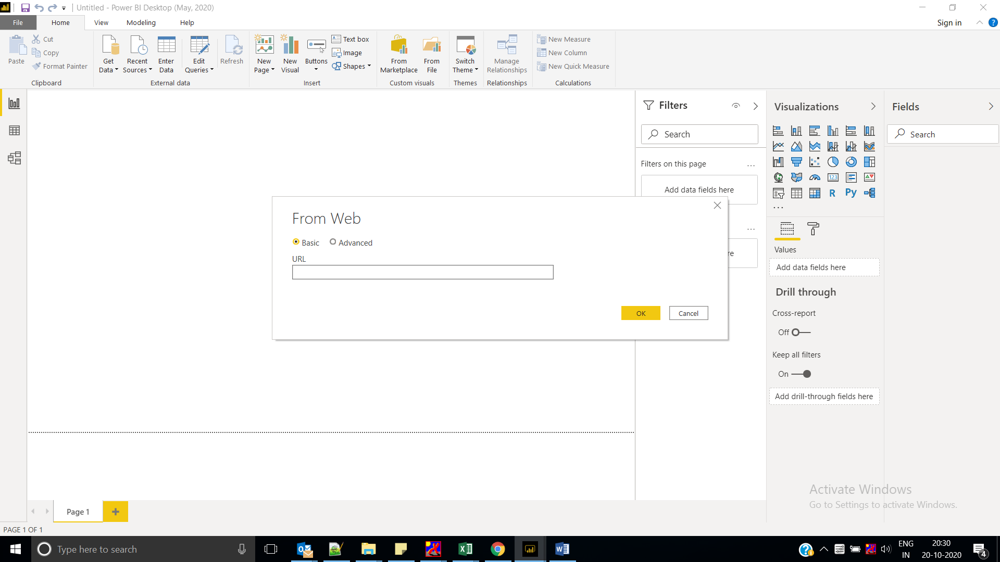 Untitled - Power BI Desktop (May, 2020)
File Home View Modeling Help Sign in ?
Paste
Cut
Copy
Format Painter
Clipboard
Get Data
Recent Sources
Enter Data
Edit Queries
Refresh
External data
New Page
New Visual
Buttons
Text box
Image
Shapes
Insert
From Marketplace
From File
Custom visuals
Switch Theme
Themes
Manage Relationships
Relationships
New Measure
New Column
New Quick Measure
Calculations
Filters
Search
Filters on this page ...
Add data fields here
...
re
From Web
Basic Advanced
URL
OK Cancel
Visualizations
123
R Py
...
Values
Add data fields here
Drill through
Cross-report
Off
Keep all filters
On
Add drill-through fields here
Fields
Search
Activate Windows
Go to Settings to activate Windows.
Page 1 +
PAGE 1 OF 1
Type here to search
ENG
IN
20:30
20-10-2020
4